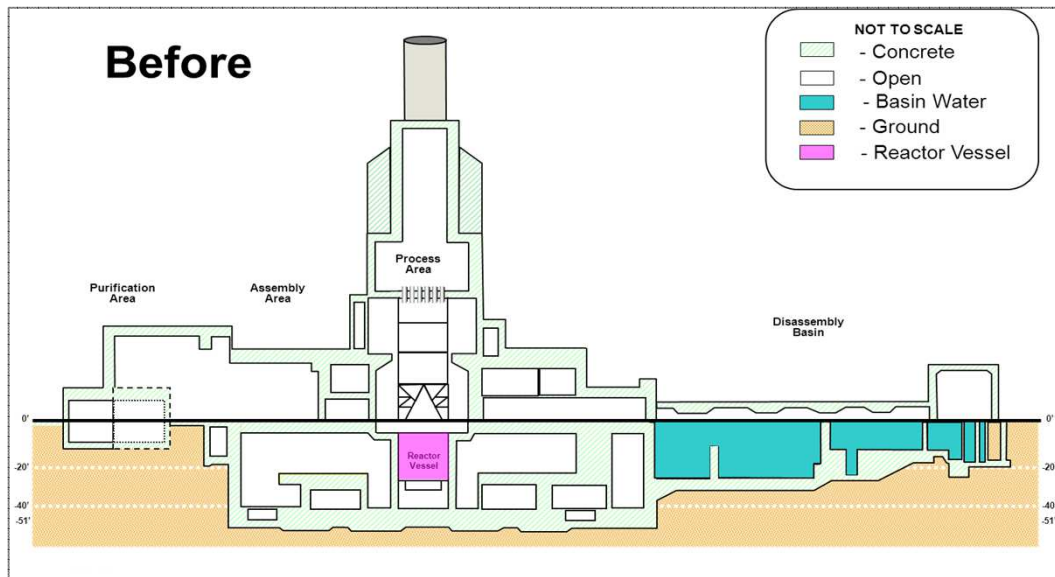 Before
NOT TO SCALE
- Concrete
- Open
- Basin Water
- Ground
- Reactor Vessel
Process
Area
Purification
Area
Assembly
Area
Disassembly
Basin
0'
0'
Reactor
Vessel
-20'
-20'
-40'
-40'
-51'
-51'